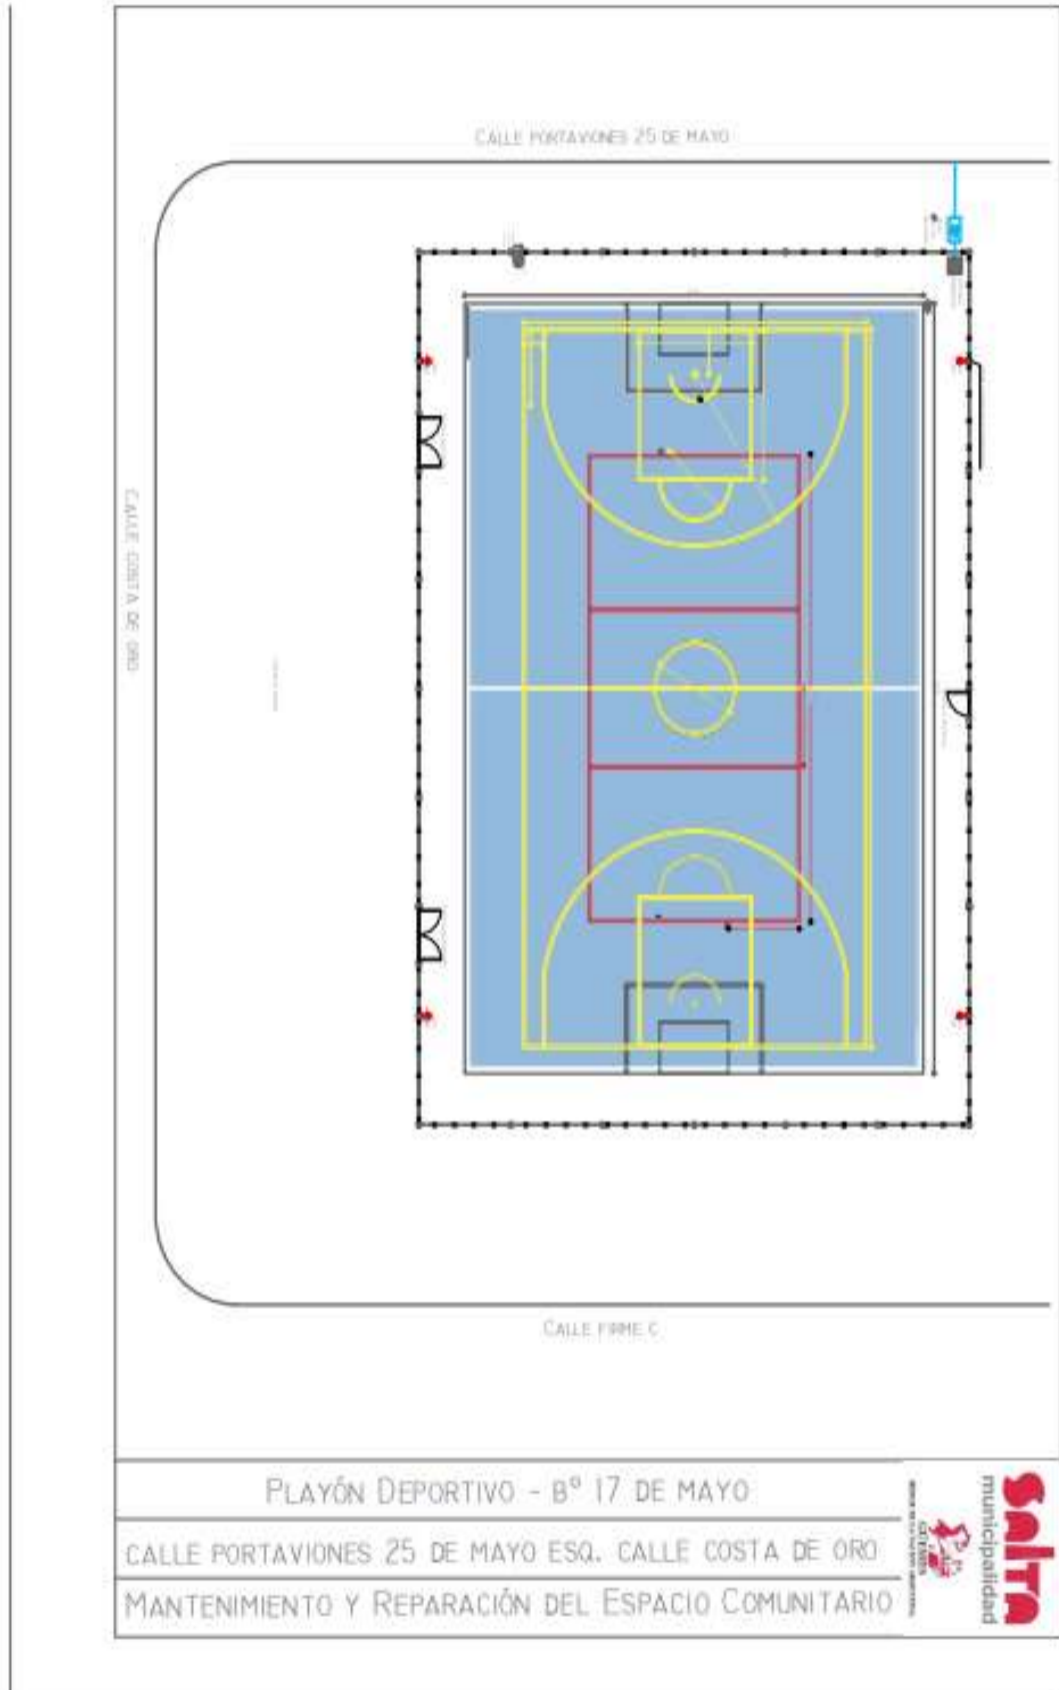 CALLE PORTAVIONES 25 DE MAYO
CALLE COSTA DE ORO
CALLE FIRME C
PLAYÓN DEPORTIVO - Bº 17 DE MAYO
CALLE PORTAVIONES 25 DE MAYO ESQ. CALLE COSTA DE ORO
MANTENIMIENTO Y REPARACIÓN DEL ESPACIO COMUNITARIO
salta
municipalidad